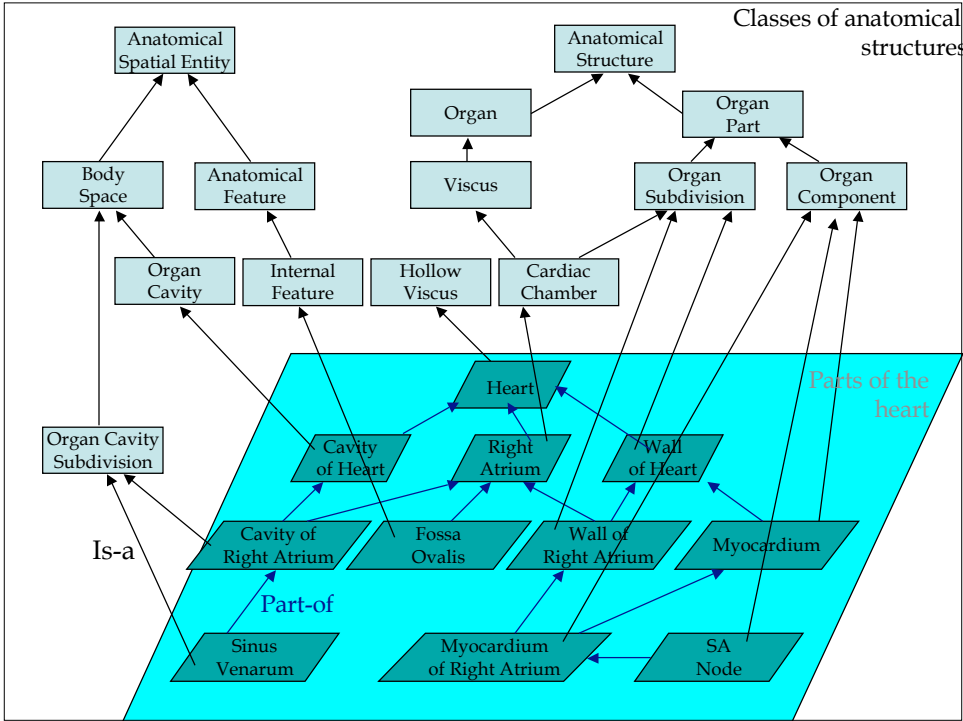 Classes of anatomical
structures
Anatomical
Spatial Entity
Anatomical
Structure
Organ
Organ
Part
Body
Space
Anatomical
Feature
Viscus
Organ
Subdivision
Organ
Component
Organ
Cavity
Internal
Feature
Hollow
Viscus
Cardiac
Chamber
Parts of the
heart
Heart
Organ Cavity
Subdivision
Cavity
of Heart
Right
Atrium
Wall
of Heart
Is-a
Cavity of
Right Atrium
Fossa
Ovalis
Wall of
Right Atrium
Myocardium
Part-of
Sinus
Venarum
Myocardium
of Right Atrium
SA
Node